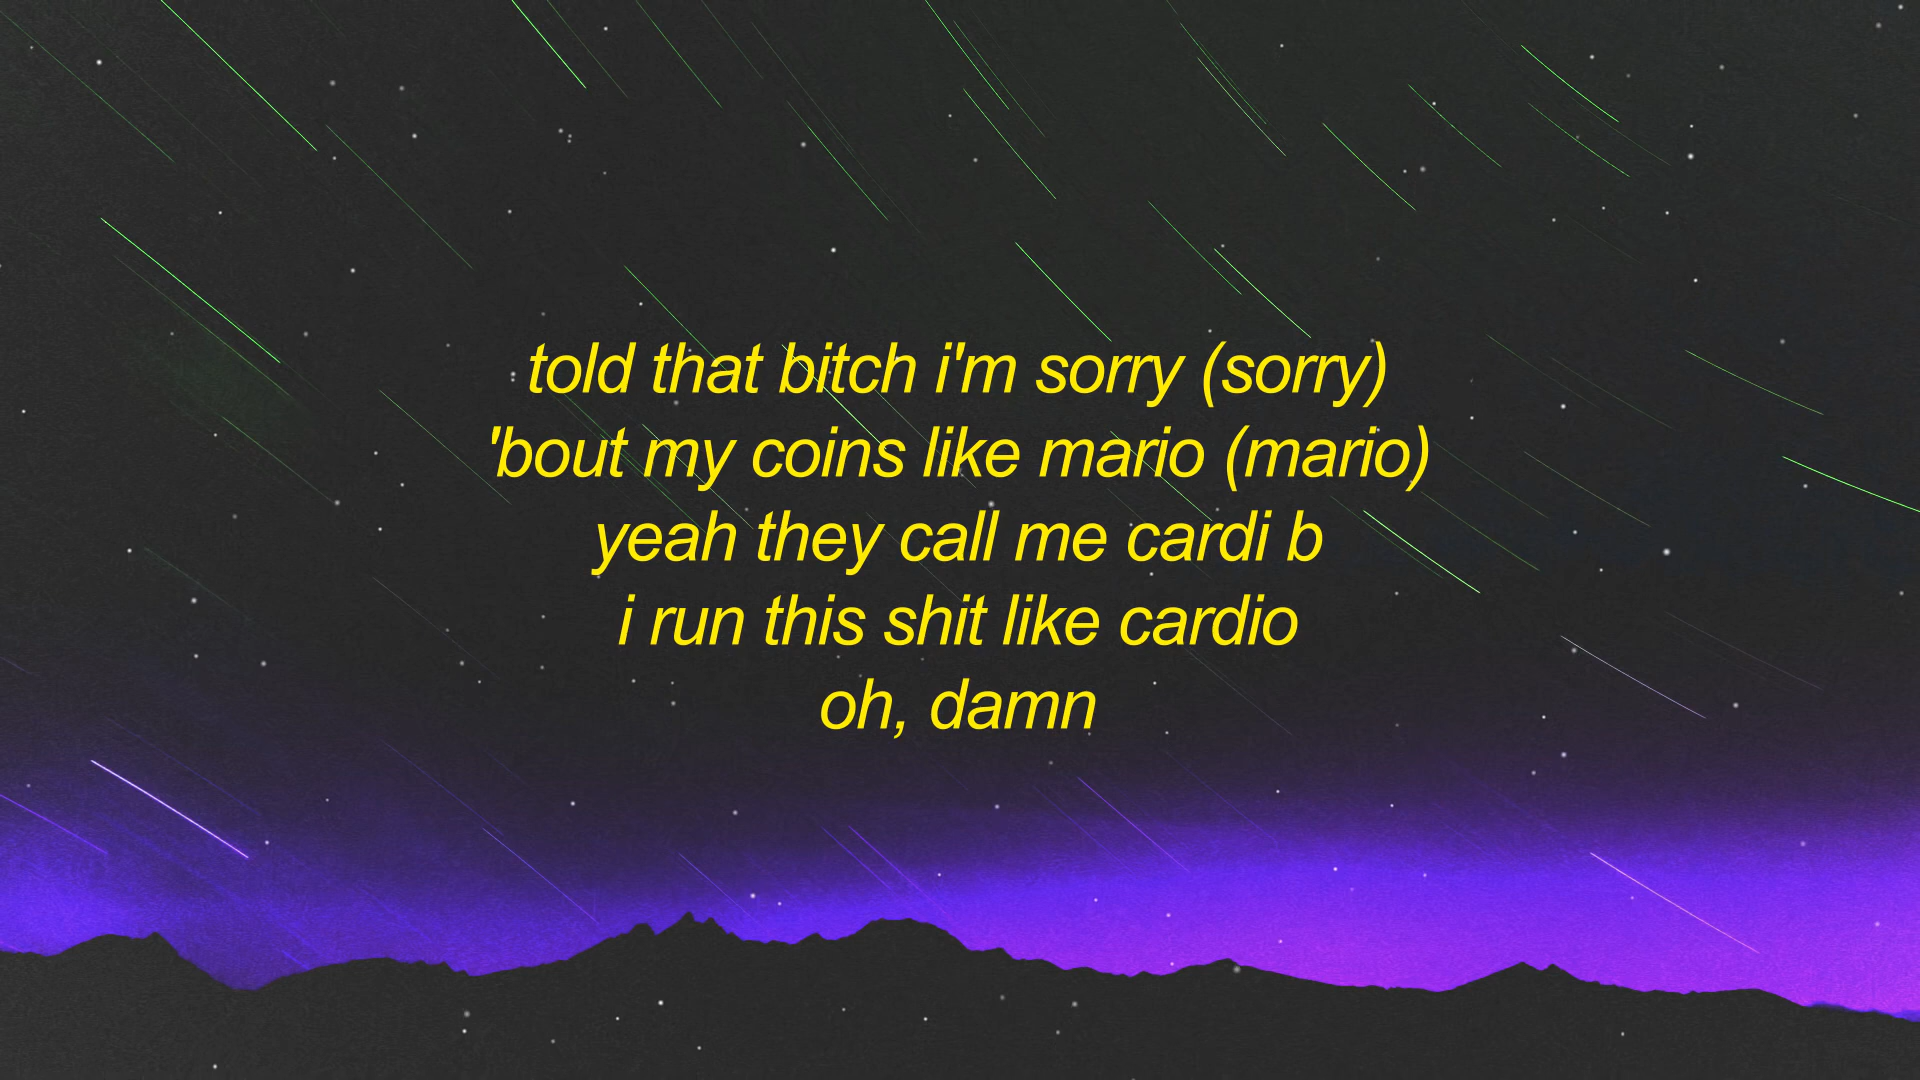 told that bitch i'm sorry (sorry)
'bout my coins like mario (mario)
yeah they call me cardi b
i run this shit like cardio
oh, damn